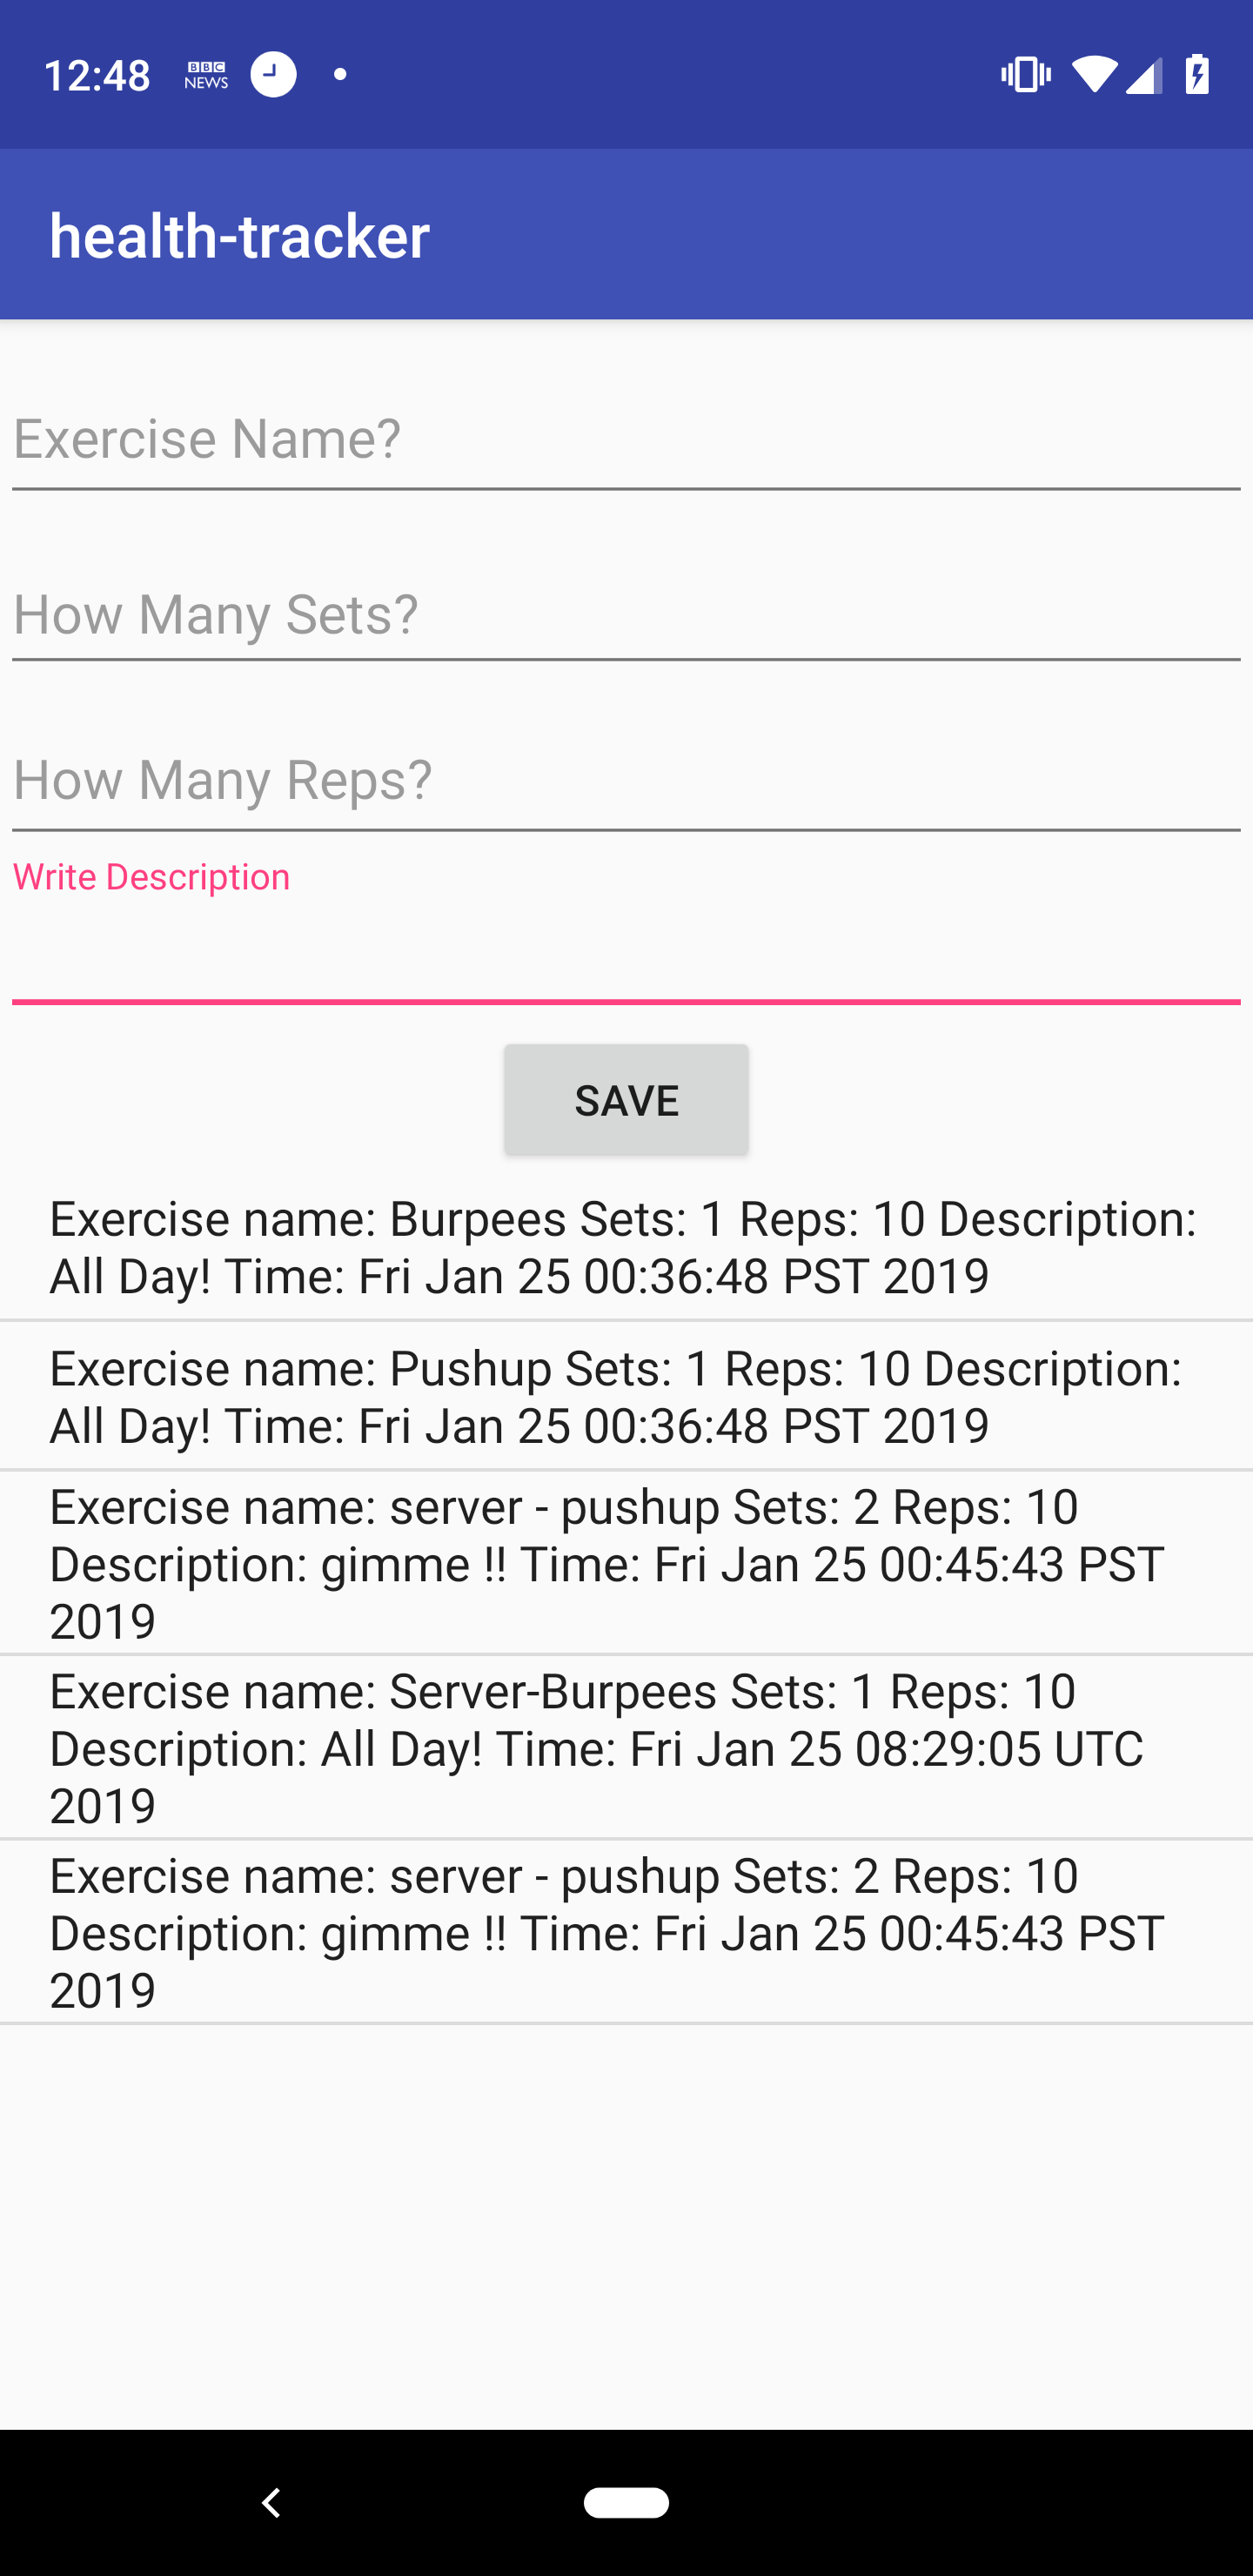 12:48 BBC NEWS
health-tracker
Exercise Name?
How Many Sets?
How Many Reps?
Write Description
SAVE
Exercise name: Burpees Sets: 1 Reps: 10 Description:
All Day! Time: Fri Jan 25 00:36:48 PST 2019
Exercise name: Pushup Sets: 1 Reps: 10 Description:
All Day! Time: Fri Jan 25 00:36:48 PST 2019
Exercise name: server - pushup Sets: 2 Reps: 10
Description: gimme !! Time: Fri Jan 25 00:45:43 PST
2019
Exercise name: Server-Burpees Sets: 1 Reps: 10
Description: All Day! Time: Fri Jan 25 08:29:05 UTC
2019
Exercise name: server - pushup Sets: 2 Reps: 10
Description: gimme !! Time: Fri Jan 25 00:45:43 PST
2019